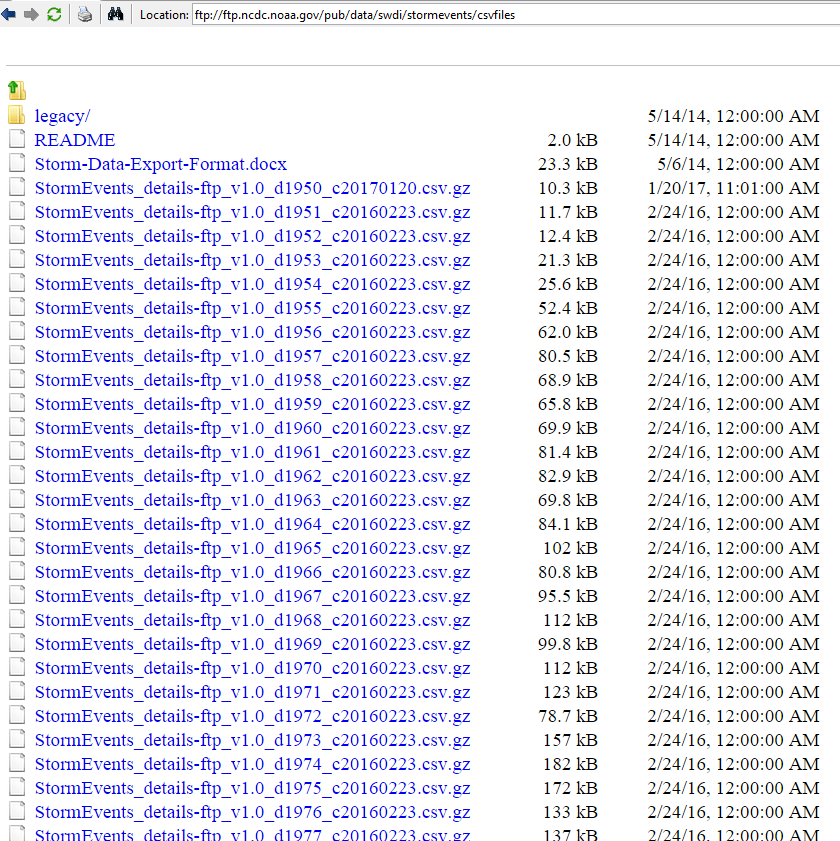 Location: ftp://ftp.ncdc.noaa.gov/pub/data/swdi/stormevents/csvfiles
legacy/ 5/14/14, 12:00:00 AM
README 2.0 kB 5/14/14, 12:00:00 AM
Storm-Data-Export-Format.docx 23.3 kB 5/6/14, 12:00:00 AM
StormEvents_details-ftp_v1.0_d1950_c20170120.csv.gz 10.3 kB 1/20/17, 11:01:00 AM
StormEvents_details-ftp_v1.0_d1951_c20160223.csv.gz 11.7 kB 2/24/16, 12:00:00 AM
StormEvents_details-ftp_v1.0_d1952_c20160223.csv.gz 12.4 kB 2/24/16, 12:00:00 AM
StormEvents_details-ftp_v1.0_d1953_c20160223.csv.gz 21.3 kB 2/24/16, 12:00:00 AM
StormEvents_details-ftp_v1.0_d1954_c20160223.csv.gz 25.6 kB 2/24/16, 12:00:00 AM
StormEvents_details-ftp_v1.0_d1955_c20160223.csv.gz 52.4 kB 2/24/16, 12:00:00 AM
StormEvents_details-ftp_v1.0_d1956_c20160223.csv.gz 62.0 kB 2/24/16, 12:00:00 AM
StormEvents_details-ftp_v1.0_d1957_c20160223.csv.gz 80.5 kB 2/24/16, 12:00:00 AM
StormEvents_details-ftp_v1.0_d1958_c20160223.csv.gz 68.9 kB 2/24/16, 12:00:00 AM
StormEvents_details-ftp_v1.0_d1959_c20160223.csv.gz 65.8 kB 2/24/16, 12:00:00 AM
StormEvents_details-ftp_v1.0_d1960_c20160223.csv.gz 69.9 kB 2/24/16, 12:00:00 AM
StormEvents_details-ftp_v1.0_d1961_c20160223.csv.gz 81.4 kB 2/24/16, 12:00:00 AM
StormEvents_details-ftp_v1.0_d1962_c20160223.csv.gz 82.9 kB 2/24/16, 12:00:00 AM
StormEvents_details-ftp_v1.0_d1963_c20160223.csv.gz 69.8 kB 2/24/16, 12:00:00 AM
StormEvents_details-ftp_v1.0_d1964_c20160223.csv.gz 84.1 kB 2/24/16, 12:00:00 AM
StormEvents_details-ftp_v1.0_d1965_c20160223.csv.gz 102 kB 2/24/16, 12:00:00 AM
StormEvents_details-ftp_v1.0_d1966_c20160223.csv.gz 80.8 kB 2/24/16, 12:00:00 AM
StormEvents_details-ftp_v1.0_d1967_c20160223.csv.gz 95.5 kB 2/24/16, 12:00:00 AM
StormEvents_details-ftp_v1.0_d1968_c20160223.csv.gz 112 kB 2/24/16, 12:00:00 AM
StormEvents_details-ftp_v1.0_d1969_c20160223.csv.gz 99.8 kB 2/24/16, 12:00:00 AM
StormEvents_details-ftp_v1.0_d1970_c20160223.csv.gz 112 kB 2/24/16, 12:00:00 AM
StormEvents_details-ftp_v1.0_d1971_c20160223.csv.gz 123 kB 2/24/16, 12:00:00 AM
StormEvents_details-ftp_v1.0_d1972_c20160223.csv.gz 78.7 kB 2/24/16, 12:00:00 AM
StormEvents_details-ftp_v1.0_d1973_c20160223.csv.gz 157 kB 2/24/16, 12:00:00 AM
StormEvents_details-ftp_v1.0_d1974_c20160223.csv.gz 182 kB 2/24/16, 12:00:00 AM
StormEvents_details-ftp_v1.0_d1975_c20160223.csv.gz 172 kB 2/24/16, 12:00:00 AM
StormEvents_details-ftp_v1.0_d1976_c20160223.csv.gz 133 kB 2/24/16, 12:00:00 AM
StormEvents_details-ftp_v1.0_d1977_c20160223.csv.gz 137 kB 2/24/16, 12:00:00 AM